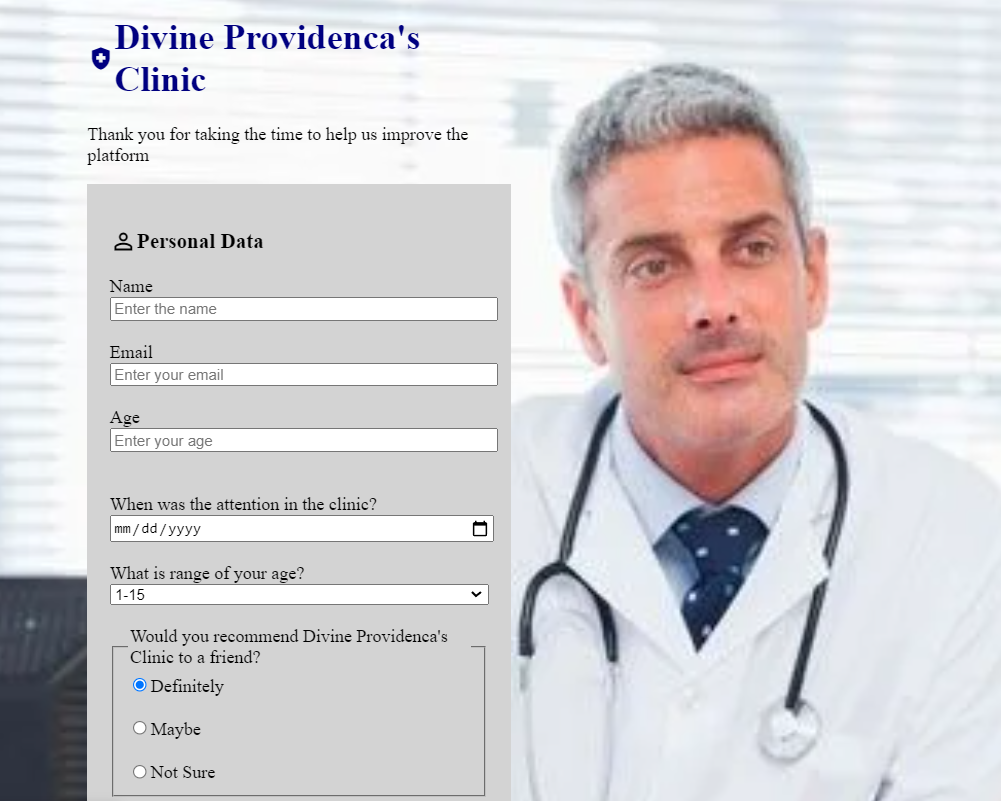 Divine Providenca's
Clinic
Thank you for taking the time to help us improve the
platform
Personal Data
Name
Enter the name
Email
Enter your email
Age
Enter your age
When was the attention in the clinic?
mm/dd/yyyy
What is range of your age?
1-15
Would you recommend Divine Providenca's
Clinic to a friend?
Definitely
Maybe
Not Sure